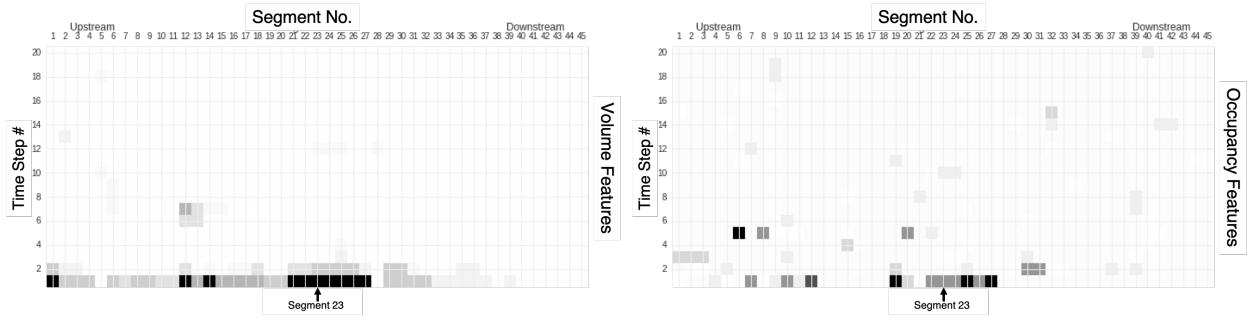 Segment No.
Upstream Downstream
1 2 3 4 5 6 7 8 9 10 11 12 13 14 15 16 17 18 19 20 21 22 23 24 25 26 27 28 29 30 31 32 33 34 35 36 37 38 39 40 41 42 43 44 45
20
18
16
14
12
10
8
6
4
2
Time Step #
Volume Features
Segment 23
Segment No.
Upstream Downstream
1 2 3 4 5 6 7 8 9 10 11 12 13 14 15 16 17 18 19 20 21 22 23 24 25 26 27 28 29 30 31 32 33 34 35 36 37 38 39 40 41 42 43 44 45
20
18
16
14
12
10
8
6
4
2
Time Step #
Occupancy Features
Segment 23